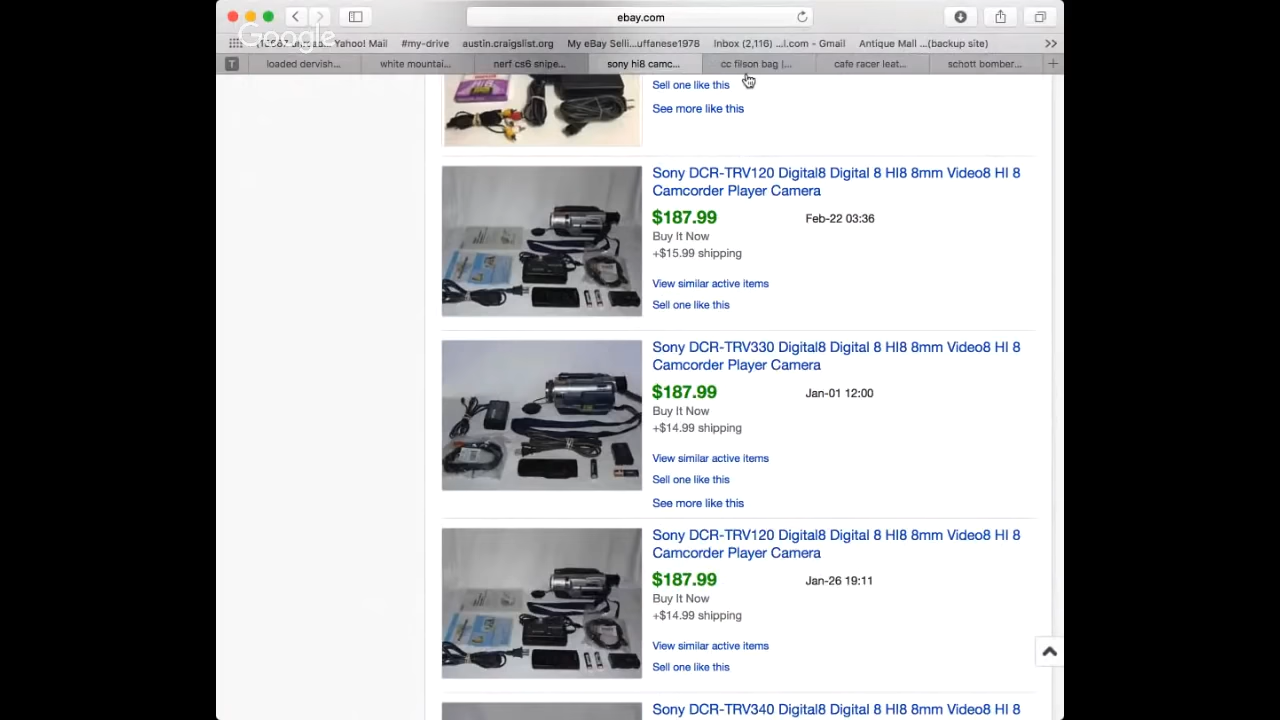 ebay.com
Google
Yahoo! Mail #my-drive austin.craigslist.org My eBay Selli...uffanese1978 Inbox (2,116) ...l.com - Gmail Antique Mall ...(backup site)
T loaded dervish... white mountai... nerf cs6 snipe... sony hi8 camc... cc filson bag |... cafe racer leat... schott bomber...
Sell one like this
See more like this
Sony DCR-TRV120 Digital8 Digital 8 HI8 8mm Video8 HI 8
Camcorder Player Camera
$187.99 Feb-22 03:36
Buy It Now
+$15.99 shipping
View similar active items
Sell one like this
Sony DCR-TRV330 Digital8 Digital 8 HI8 8mm Video8 HI 8
Camcorder Player Camera
$187.99 Jan-01 12:00
Buy It Now
+$14.99 shipping
View similar active items
Sell one like this
See more like this
Sony DCR-TRV120 Digital8 Digital 8 HI8 8mm Video8 HI 8
Camcorder Player Camera
$187.99 Jan-26 19:11
Buy It Now
+$14.99 shipping
View similar active items
Sell one like this
Sony DCR-TRV340 Digital8 Digital 8 HI8 8mm Video8 HI 8